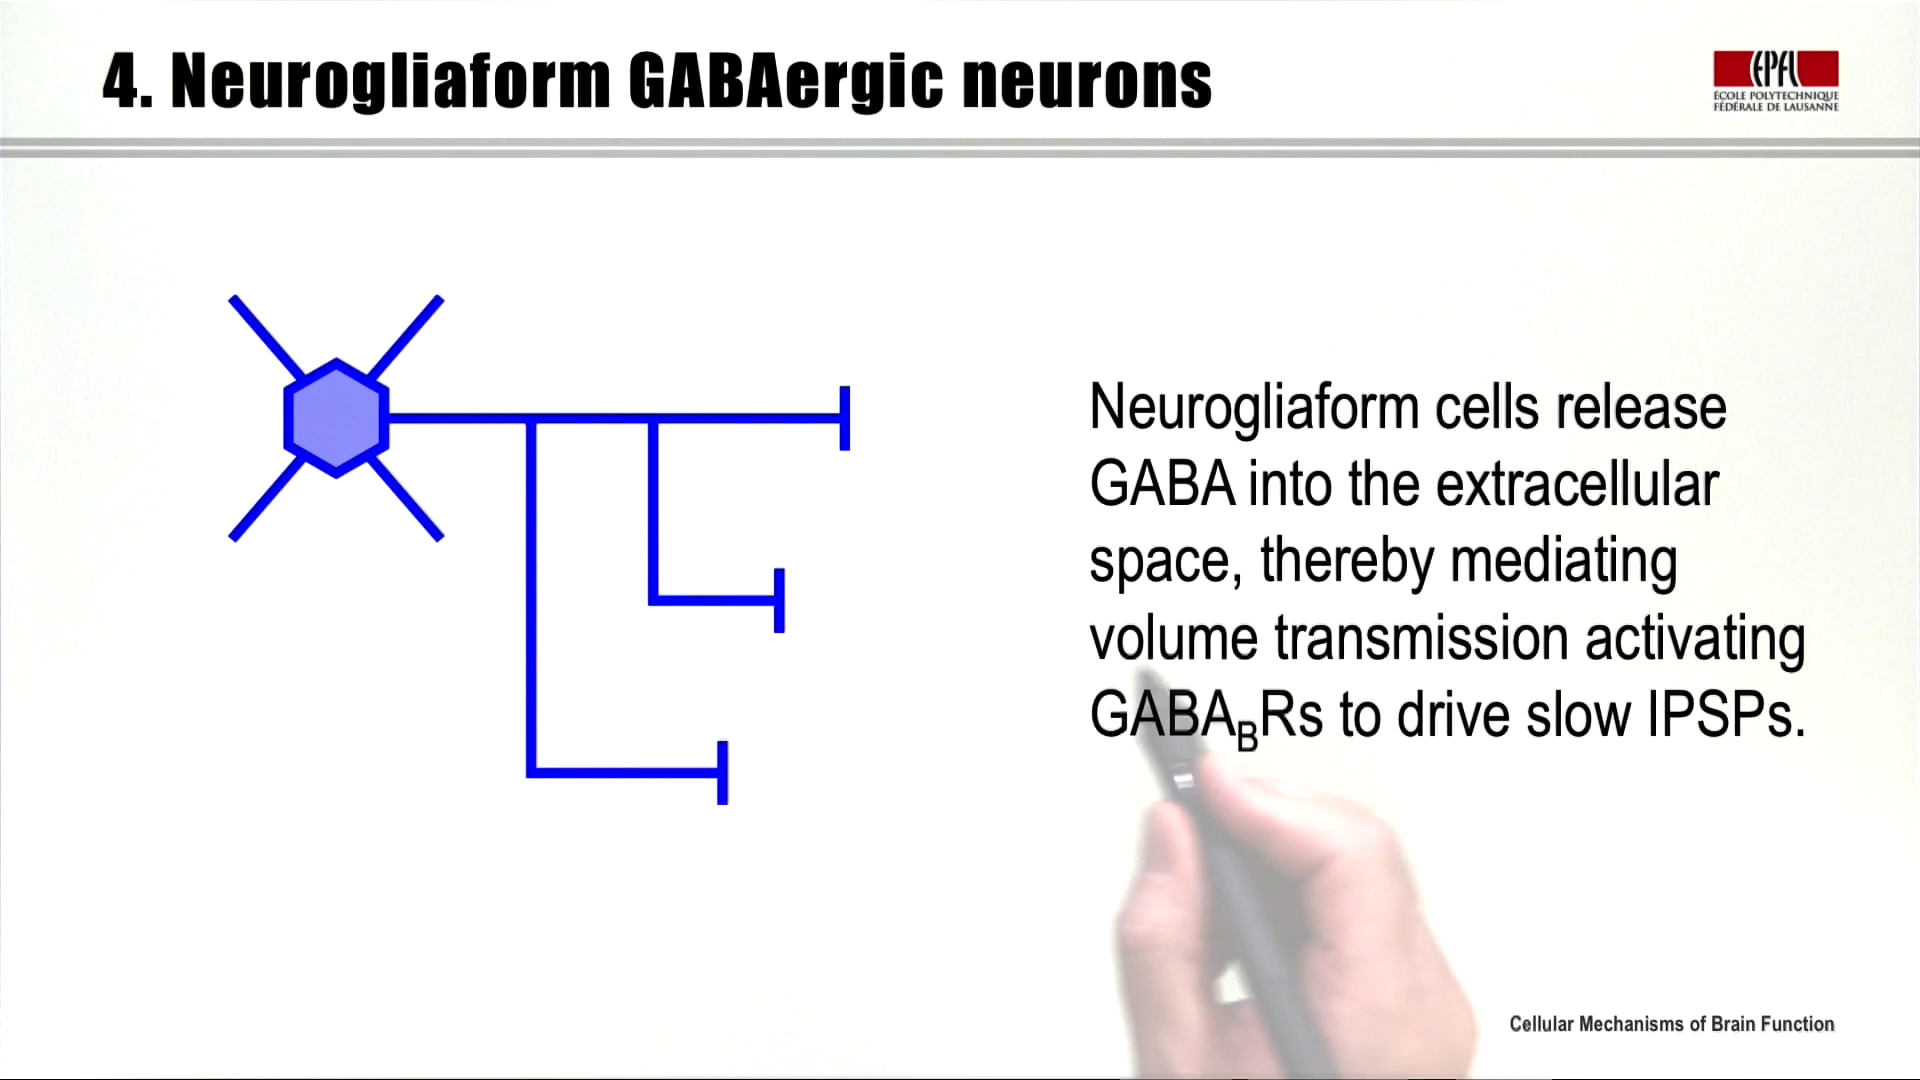 4. Neurogliaform GABAergic neurons
EPFL
ÉCOLE POLYTECHNIQUE
FÉDÉRALE DE LAUSANNE
Neurogliaform cells release
GABA into the extracellular
space, thereby mediating
volume transmission activating
GABA_BRs to drive slow IPSPs.
Cellular Mechanisms of Brain Function